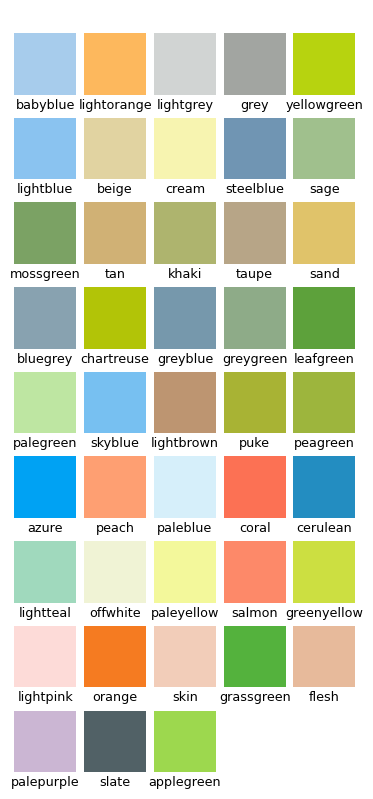 babyblue lightorange lightgrey grey yellowgreen
lightblue beige cream steelblue sage
mossgreen tan khaki taupe sand
bluegrey chartreuse greyblue greygreen leafgreen
palegreen skyblue lightbrown puke peagreen
azure peach paleblue coral cerulean
lightteal offwhite paleyellow salmon greenyellow
lightpink orange skin grassgreen flesh
palepurple slate applegreen